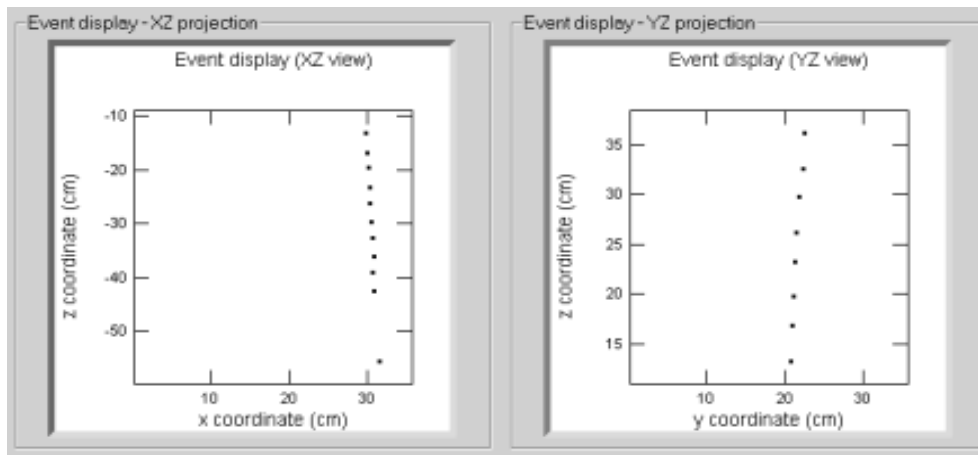 Event display - XZ projection
Event display (XZ view)
-10
-20
-30
-40
-50
z coordinate (cm)
10 20 30
x coordinate (cm)
Event display - YZ projection
Event display (YZ view)
35
30
25
20
15
z coordinate (cm)
10 20 30
y coordinate (cm)